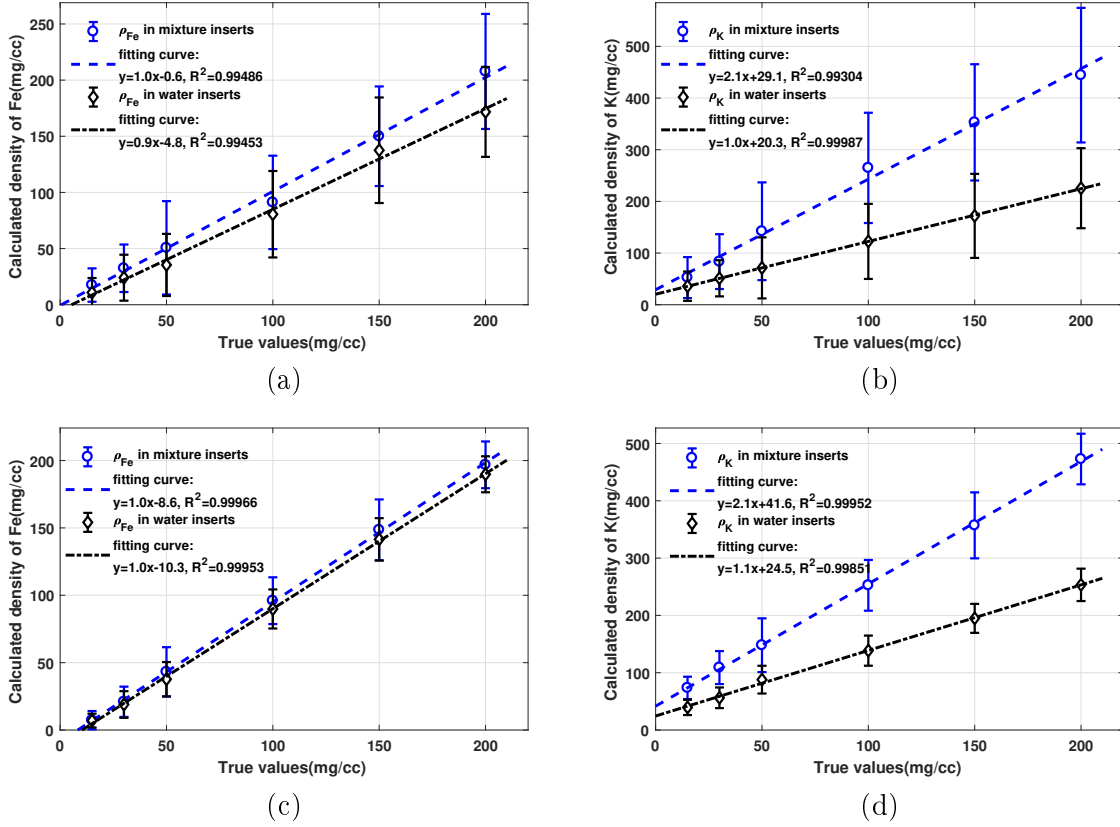 Calculated density of Fe(mg/cc)
250
200
150
100
50
0
ρFe in mixture inserts
fitting curve:
y=1.0x-0.6, R²=0.99486
ρFe in water inserts
fitting curve:
y=0.9x-4.8, R²=0.99453
0 50 100 150 200
True values(mg/cc)
(a)
Calculated density of K(mg/cc)
500
400
300
200
100
0
ρK in mixture inserts
fitting curve:
y=2.1x+29.1, R²=0.99304
ρK in water inserts
fitting curve:
y=1.0x+20.3, R²=0.99987
0 50 100 150 200
True values(mg/cc)
(b)
Calculated density of Fe(mg/cc)
200
150
100
50
0
ρFe in mixture inserts
fitting curve:
y=1.0x-8.6, R²=0.99966
ρFe in water inserts
fitting curve:
y=1.0x-10.3, R²=0.99953
0 50 100 150 200
True values(mg/cc)
(c)
Calculated density of K(mg/cc)
500
400
300
200
100
0
ρK in mixture inserts
fitting curve:
y=2.1x+41.6, R²=0.99952
ρK in water inserts
fitting curve:
y=1.1x+24.5, R²=0.99851
0 50 100 150 200
True values(mg/cc)
(d)